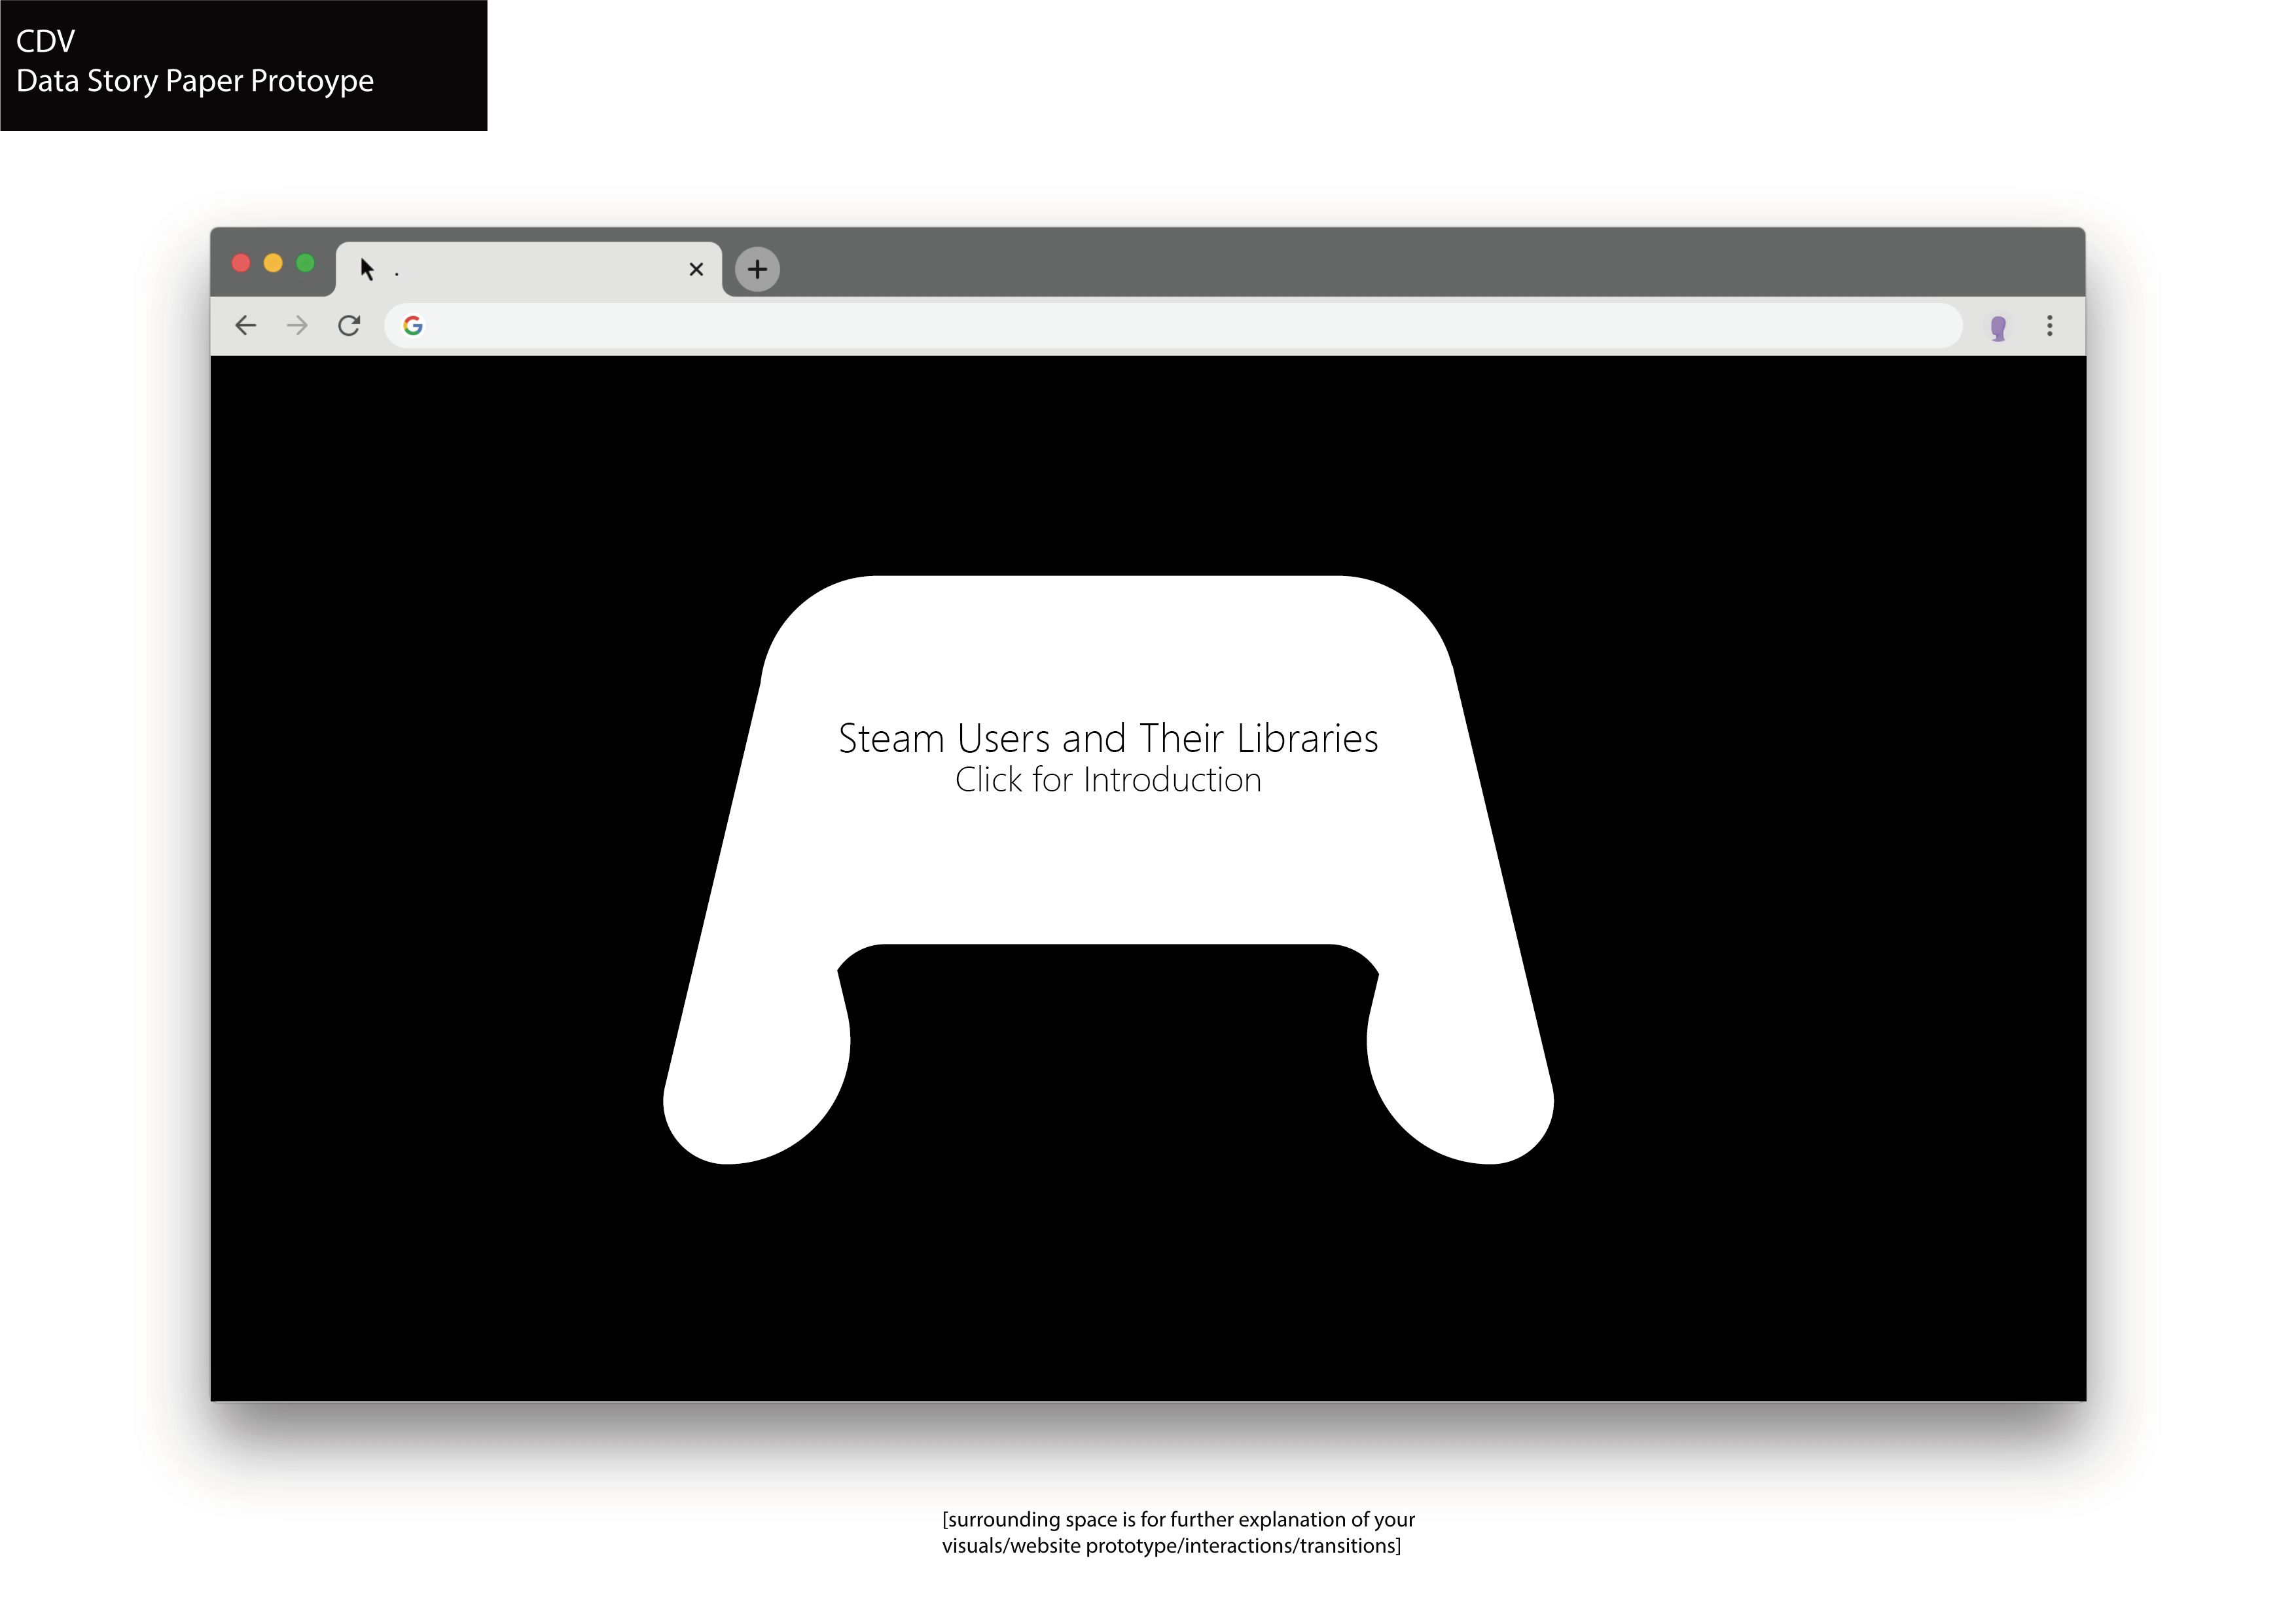 CDV
Data Story Paper Protoype
.
Steam Users and Their Libraries
Click for Introduction
[surrounding space is for further explanation of your
visuals/website prototype/interactions/transitions]